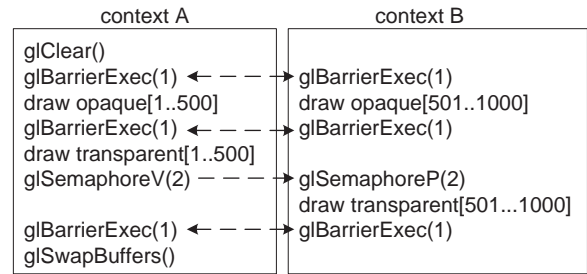 context A
context B
glClear()
glBarrierExec(1)
glBarrierExec(1)
draw opaque[1..500]
draw opaque[501..1000]
glBarrierExec(1)
glBarrierExec(1)
draw transparent[1..500]
glSemaphoreV(2)
glSemaphoreP(2)
draw transparent[501...1000]
glBarrierExec(1)
glBarrierExec(1)
glSwapBuffers()